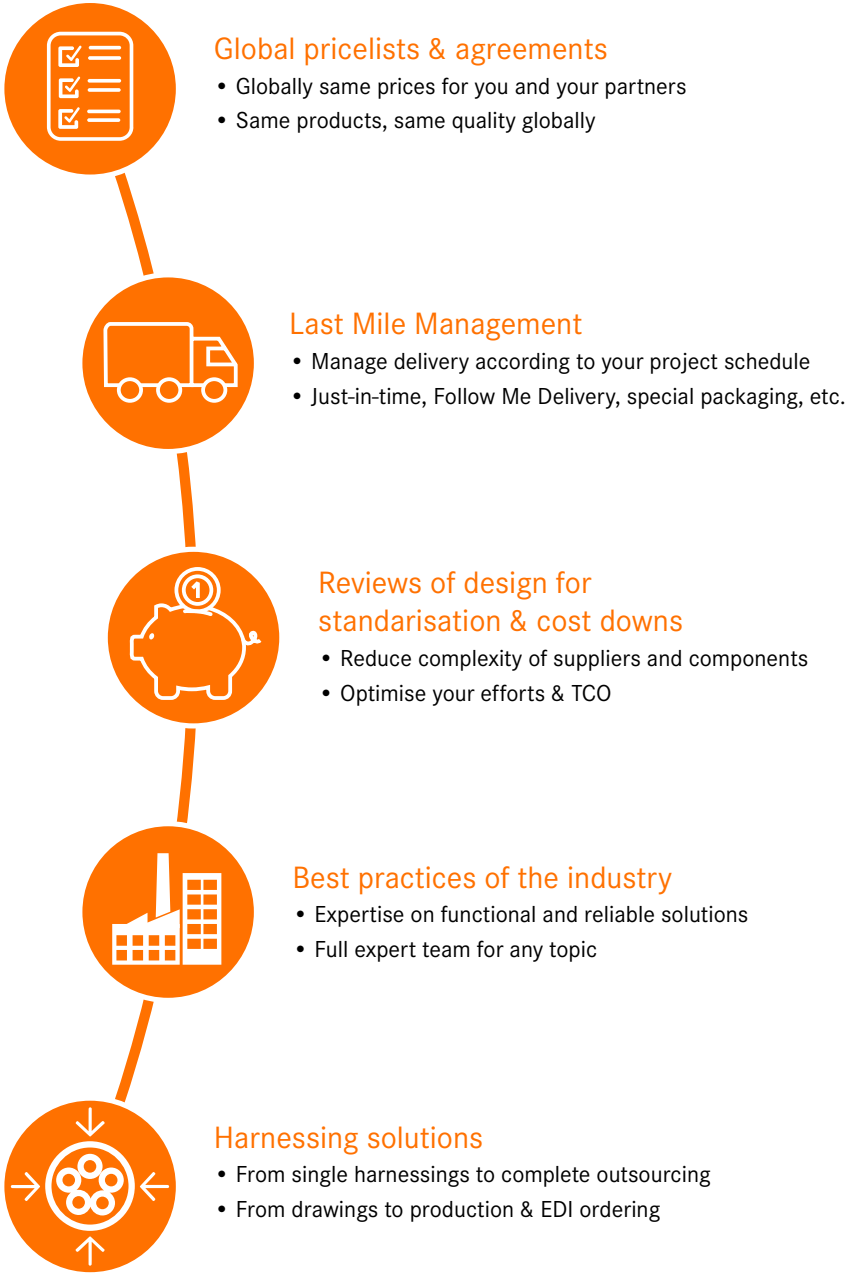 Global pricelists & agreements
• Globally same prices for you and your partners
• Same products, same quality globally
Last Mile Management
• Manage delivery according to your project schedule
• Just-in-time, Follow Me Delivery, special packaging, etc.
1
Reviews of design for
standarisation & cost downs
• Reduce complexity of suppliers and components
• Optimise your efforts & TCO
Best practices of the industry
• Expertise on functional and reliable solutions
• Full expert team for any topic
Harnessing solutions
• From single harnessings to complete outsourcing
• From drawings to production & EDI ordering